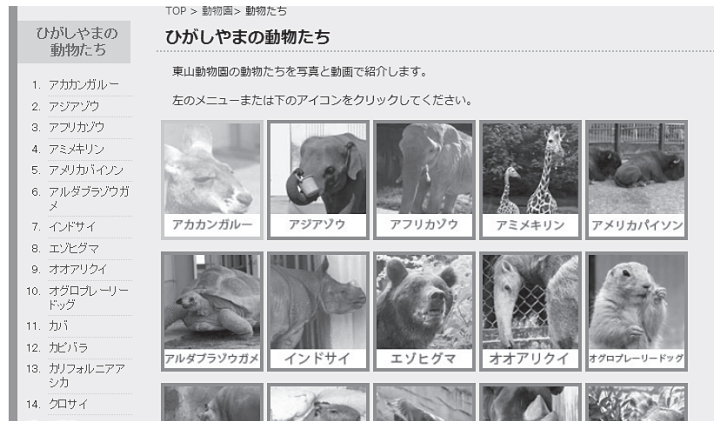 TOP > 動物園> 動物たち
ひがしやまの
動物たち
1. アカカンガルー
2. アジアゾウ
3. アフリカゾウ
4. アミメキリン
5. アメリカバイソン
6. アルダブラゾウガ
メ
7. インドサイ
8. エゾヒグマ
9. オオアリクイ
10. オグロプレーリー
ドッグ
11. カバ
12. カピバラ
13. カリフォルニアア
シカ
14. クロサイ
ひがしやまの動物たち
東山動物園の動物たちを写真と動画で紹介します。
左のメニューまたは下のアイコンをクリックしてください。
アカカンガルー
アジアゾウ
アフリカゾウ
アミメキリン
アメリカバイソン
アルダブラゾウガメ
インドサイ
エゾヒグマ
オオアリクイ
オグロプレーリードッグ